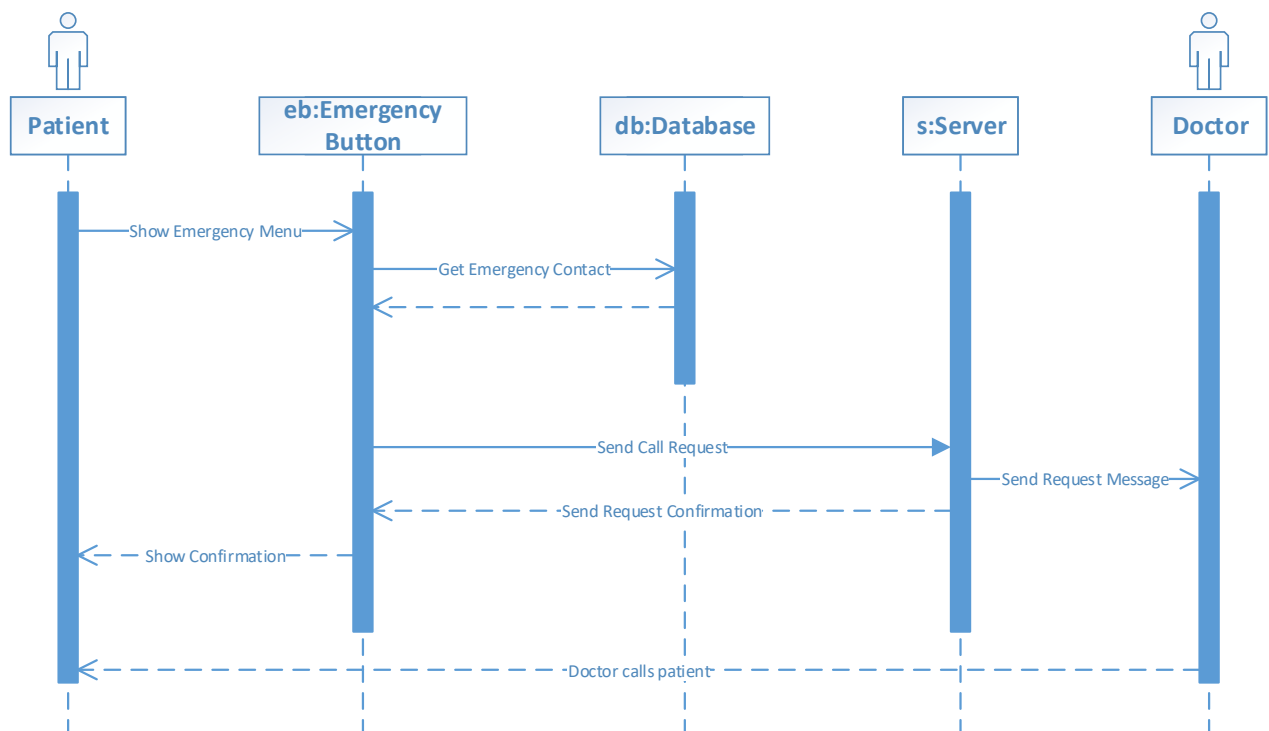 Patient
eb:Emergency
Button
db:Database
s:Server
Doctor
Show Emergency Menu
Get Emergency Contact
Send Call Request
Send Request Message
Send Request Confirmation
Show Confirmation
Doctor calls patient